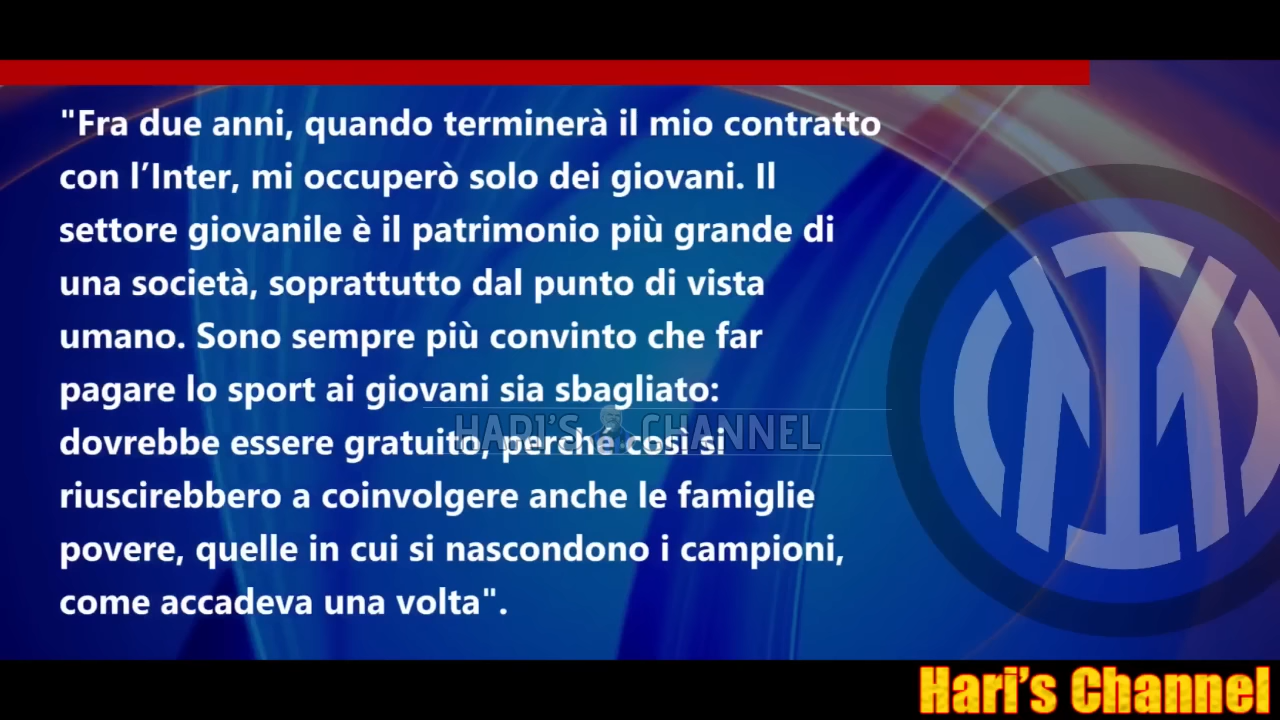 "Fra due anni, quando terminerà il mio contratto
con l’Inter, mi occuperò solo dei giovani. Il
settore giovanile è il patrimonio più grande di
una società, soprattutto dal punto di vista
umano. Sono sempre più convinto che far
pagare lo sport ai giovani sia sbagliato:
dovrebbe essere gratuito, perché così si
riuscirebbero a coinvolgere anche le famiglie
povere, quelle in cui si nascondono i campioni,
come accadeva una volta".
HARI'S CHANNEL
Hari's Channel